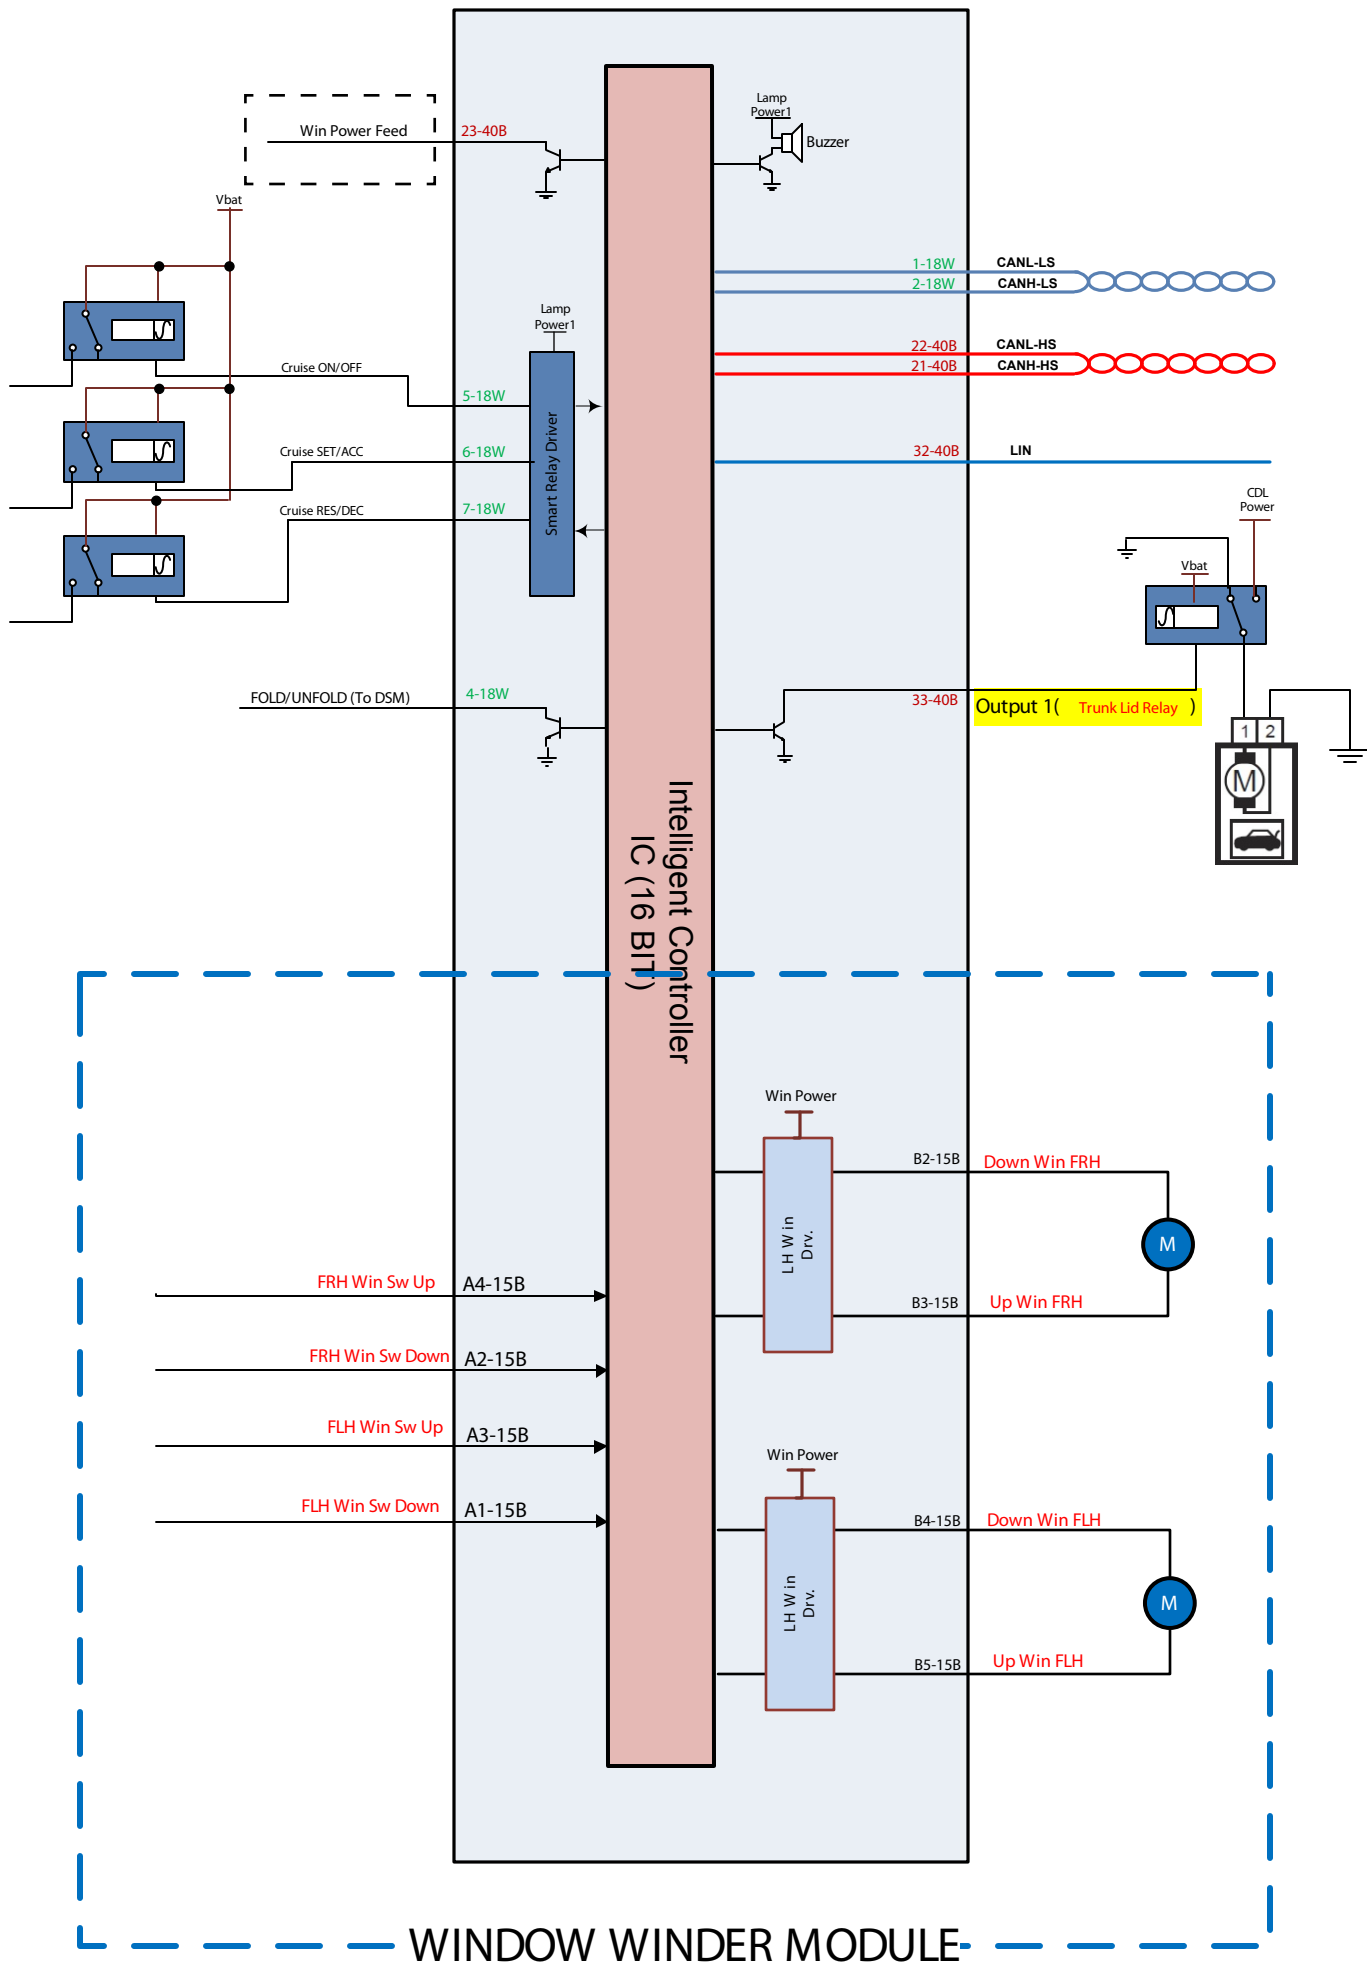 Lamp
Power1
Win Power Feed
23-40B
Buzzer
Vbat
1-18W
CANL-LS
2-18W
CANH-LS
Lamp
Power1
22-40B
CANL-HS
21-40B
CANH-HS
Cruise ON/OFF
5-18W
Cruise SET/ACC
6-18W
32-40B
LIN
Smart Relay Driver
Cruise RES/DEC
7-18W
CDL
Power
Vbat
FOLD/UNFOLD (To DSM)
4-18W
33-40B
Output 1( Trunk Lid Relay )
1 2
M
Intelligent Controller
IC (16 BIT)
Win Power
B2-15B
Down Win FRH
LH Win
Drv.
M
FRH Win Sw Up
A4-15B
B3-15B
Up Win FRH
FRH Win Sw Down
A2-15B
FLH Win Sw Up
A3-15B
Win Power
FLH Win Sw Down
A1-15B
B4-15B
Down Win FLH
LH Win
Drv.
M
B5-15B
Up Win FLH
WINDOW WINDER MODULE